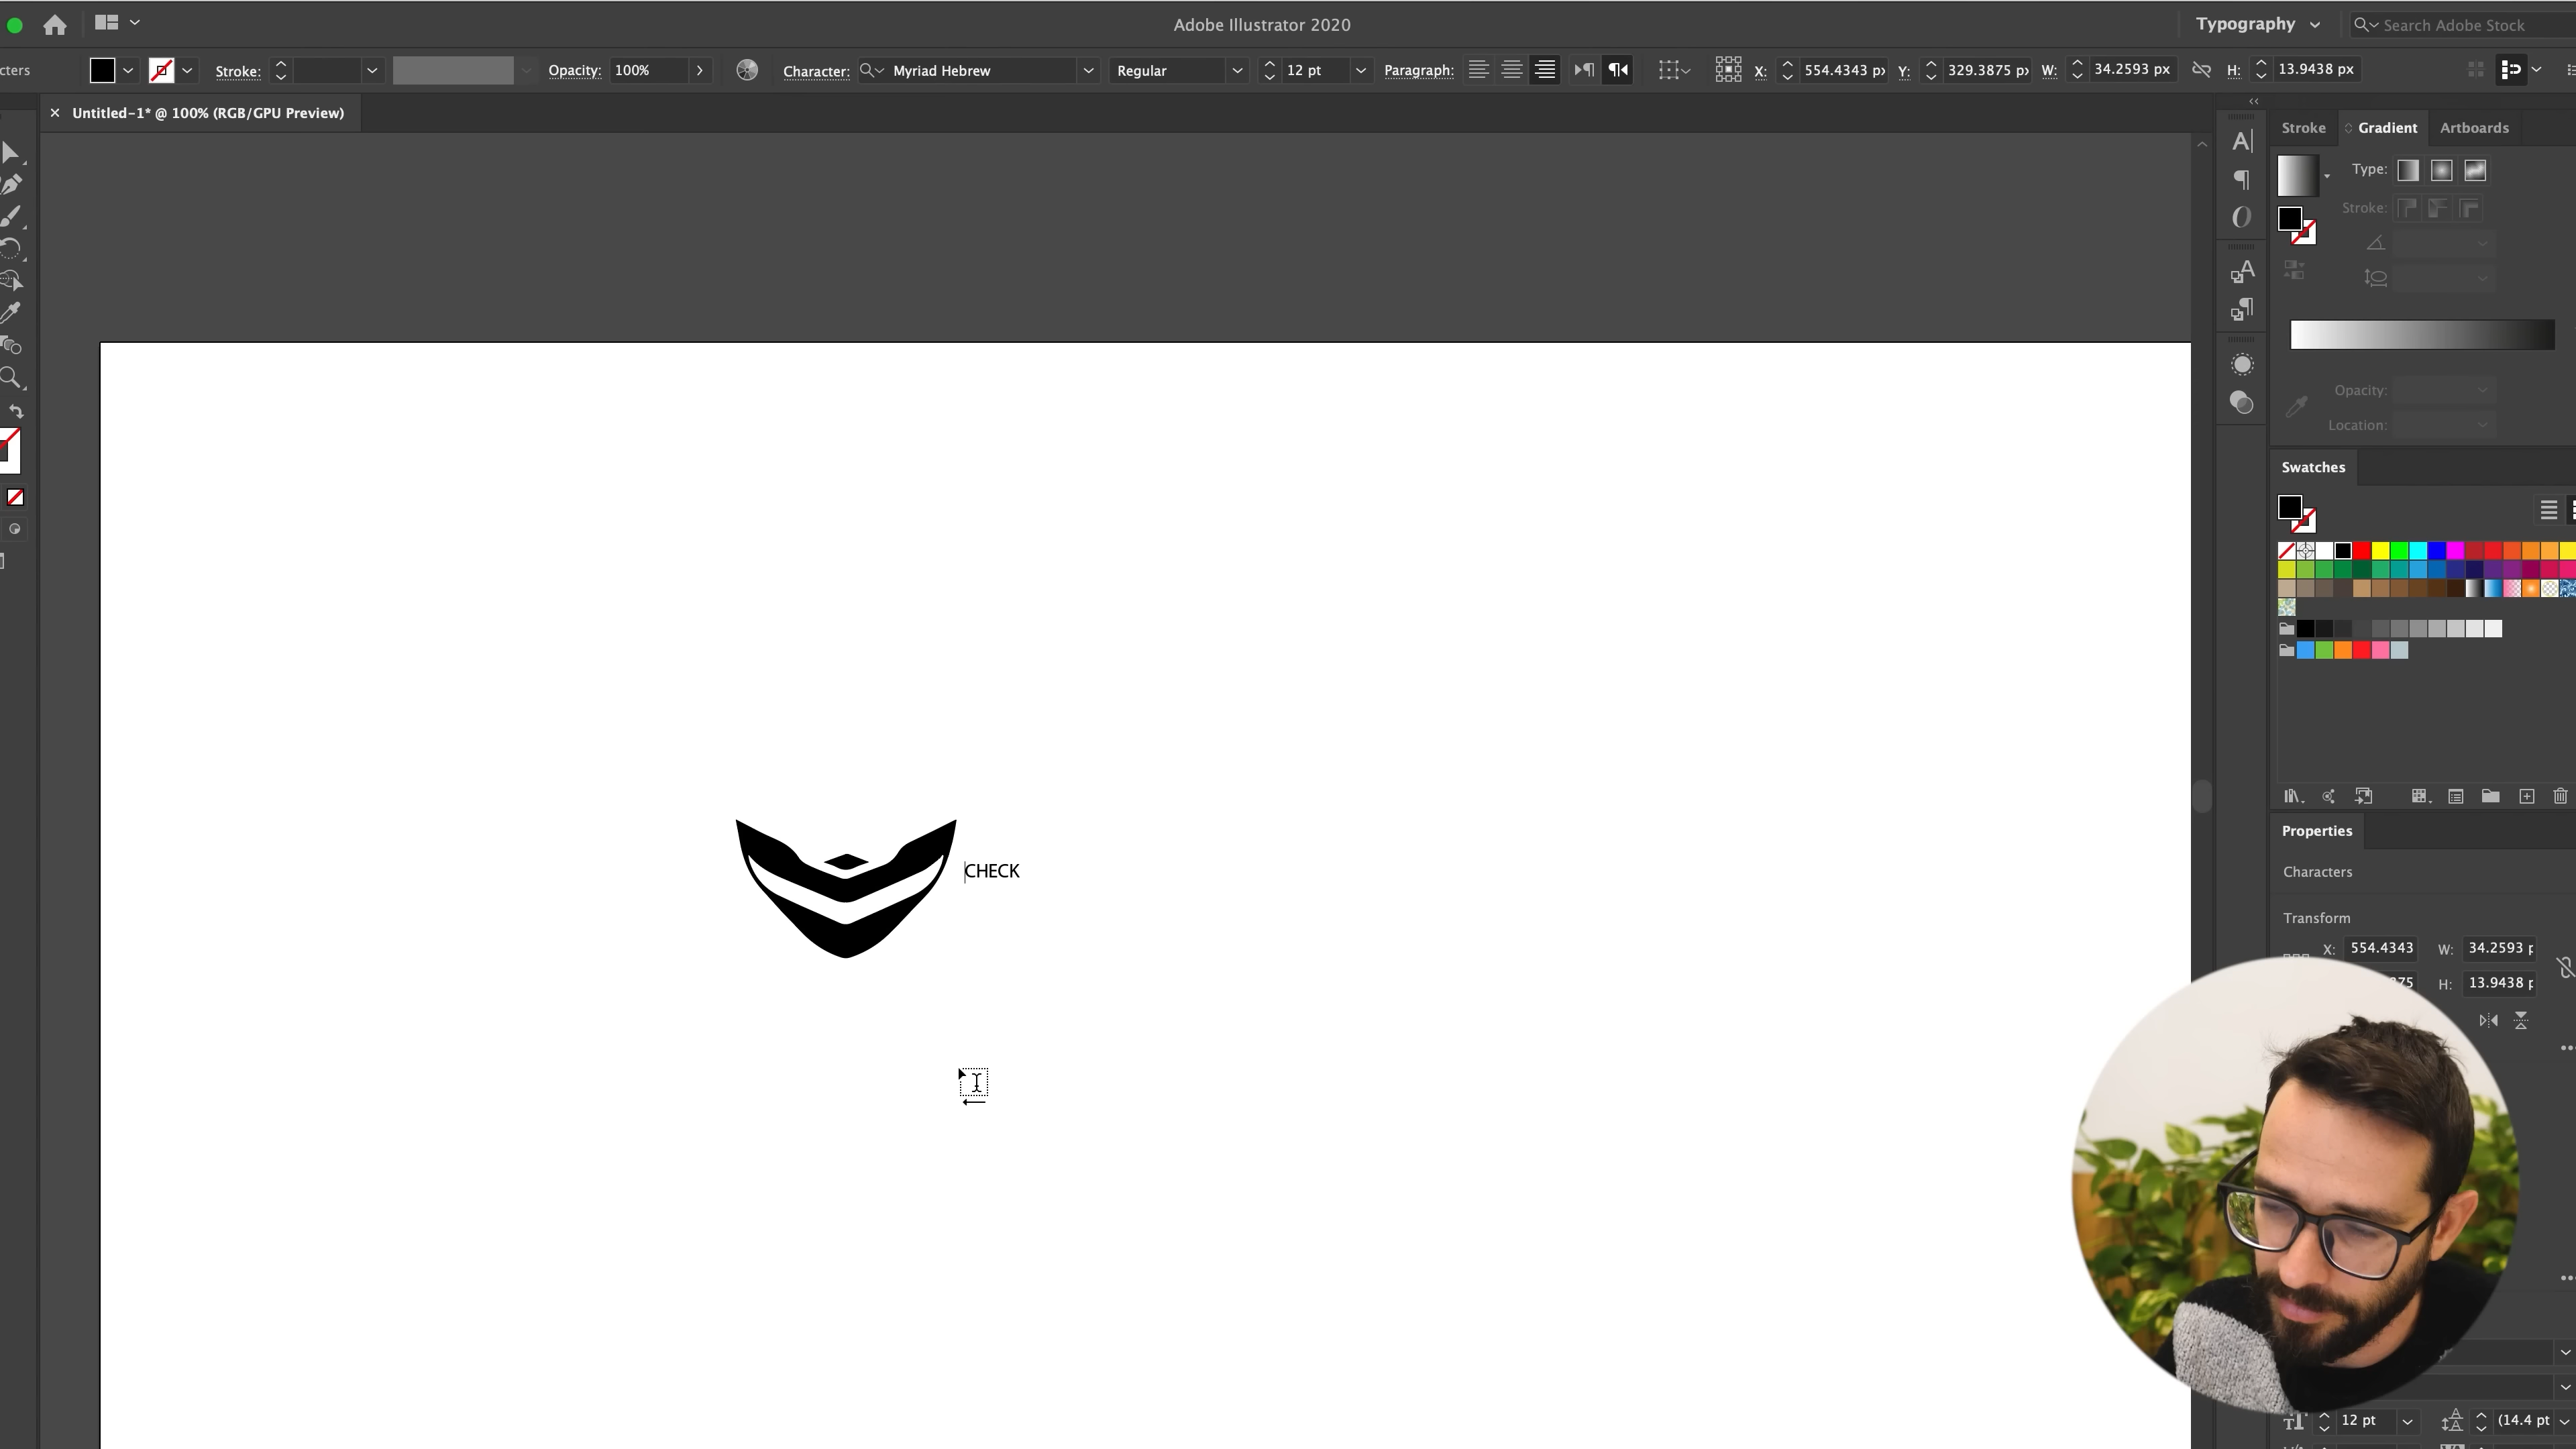 Adobe Illustrator 2020
Typography
Search Adobe Stock
cters
Stroke:
Opacity: 100%
Character: Myriad Hebrew
Regular
12 pt
Paragraph:
X: 554.4343 px
Y: 329.3875 px
W: 34.2593 px
H: 13.9438 px
× Untitled-1* @ 100% (RGB/GPU Preview)
Stroke
Gradient
Artboards
Type:
Stroke:
Opacity:
Location:
Swatches
Properties
Characters
Transform
X: 554.4343
W: 34.2593 p
H: 13.9438 p
CHECK
12 pt
(14.4 pt